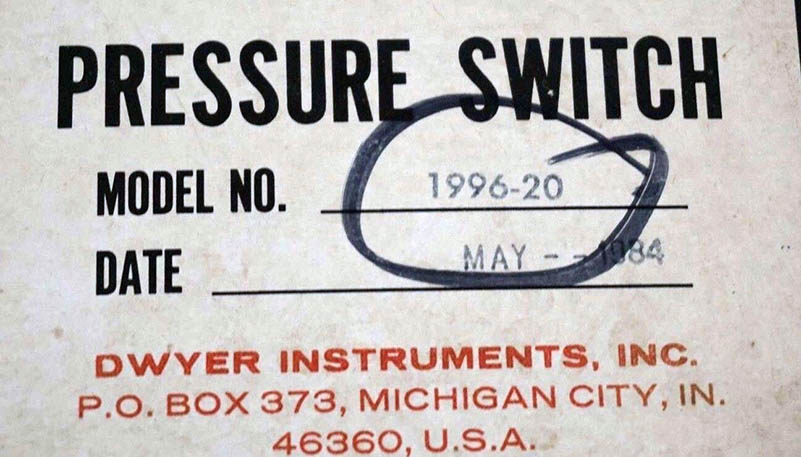 PRESSURE SWITCH
MODEL NO. 1996-20
DATE MAY - - 1984
DWYER INSTRUMENTS, INC.
P.O. BOX 373, MICHIGAN CITY, IN.
46360, U.S.A.